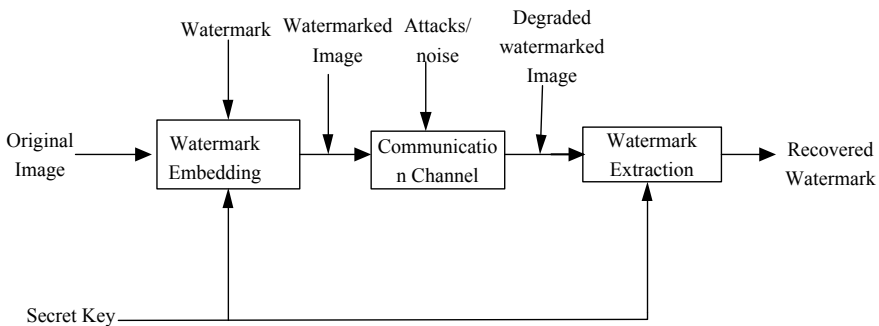 Watermark
Watermarked
Image
Attacks/
noise
Degraded
watermarked
Image
Original
Image
Watermark
Embedding
Communicatio
n Channel
Watermark
Extraction
Recovered
Watermark
Secret Key